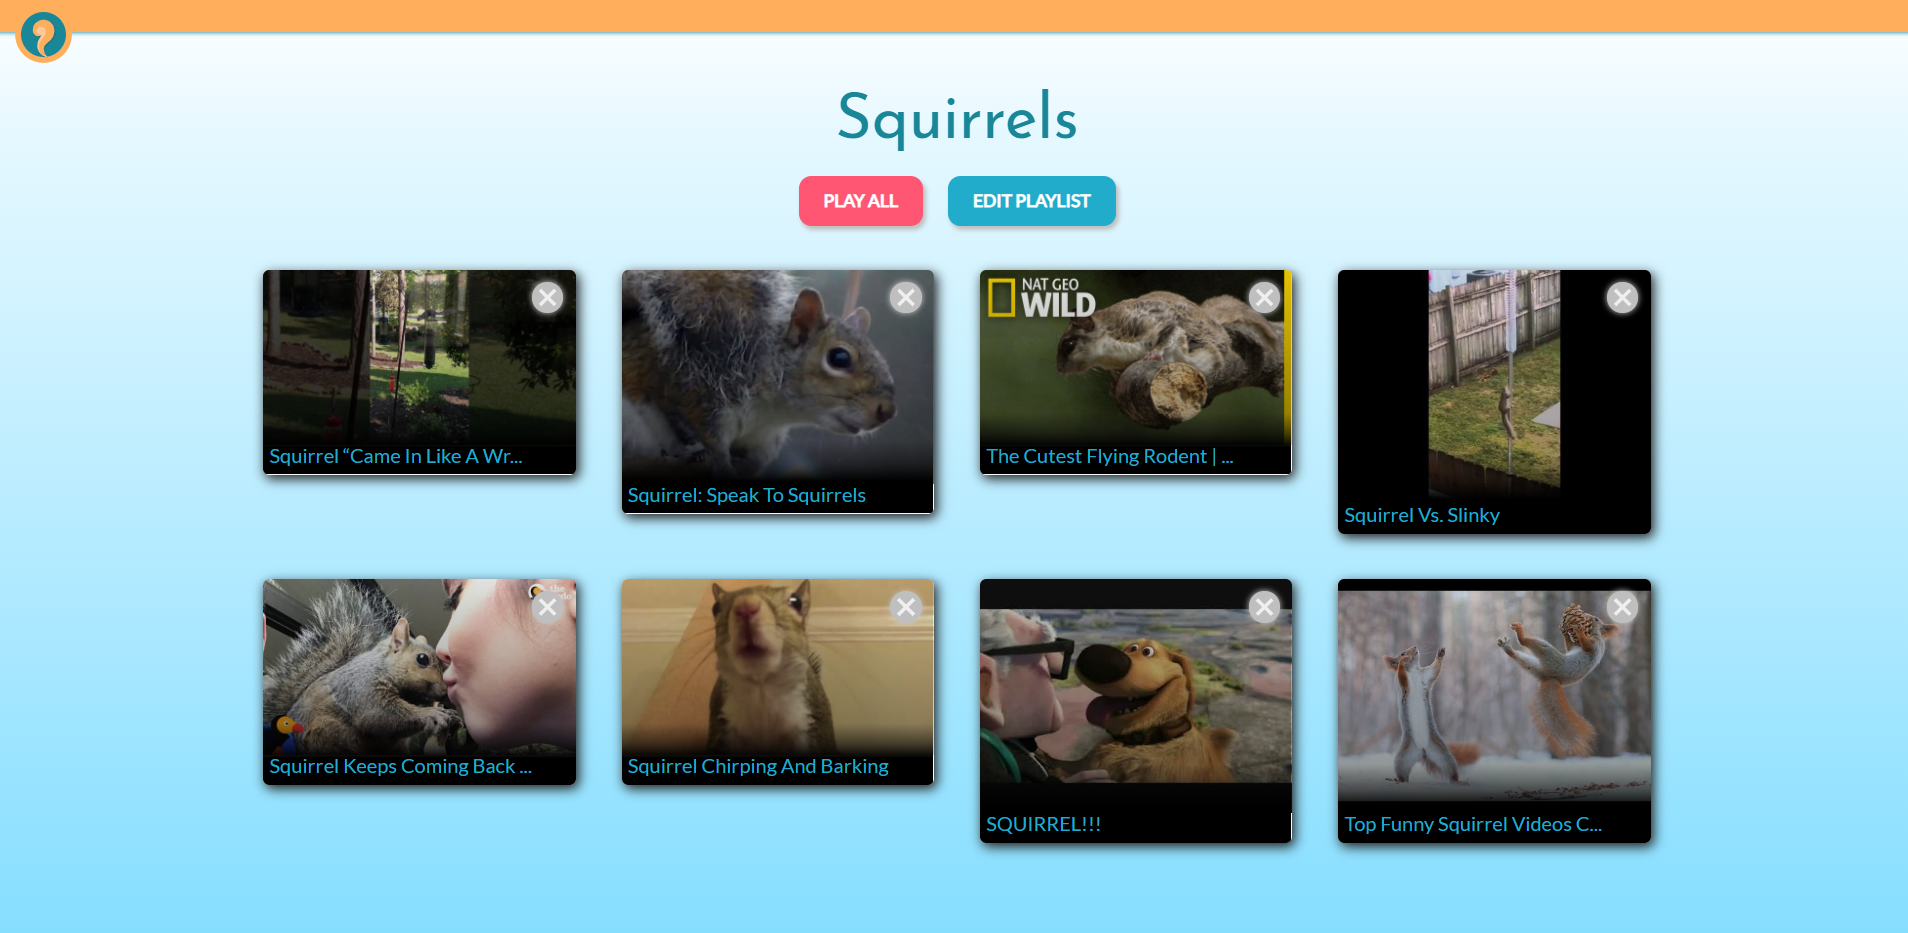 Squirrels
PLAY ALL
EDIT PLAYLIST
NAT GEO
WILD
Squirrel “Came In Like A Wr...
Squirrel: Speak To Squirrels
The Cutest Flying Rodent | ...
Squirrel Vs. Slinky
the
Squirrel Keeps Coming Back ...
Squirrel Chirping And Barking
SQUIRREL!!!
Top Funny Squirrel Videos C...